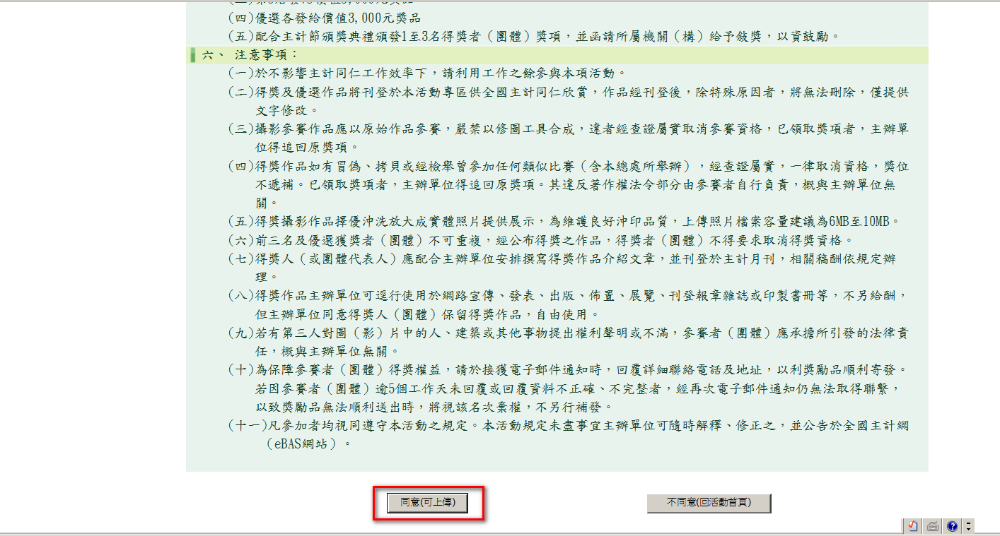 (四)優選各發給價值3,000元獎品
(五)配合主計節頒獎典禮頒發1至3名得獎者（團體）獎項，並函請所屬機關（構）給予敍獎，以資鼓勵。
六、 注意事項：
(一)於不影響主計同仁工作效率下，請利用工作之餘參與本項活動。
(二)得獎及優選作品將刊登於本活動專區供全國主計同仁欣賞，作品經刊登後，除特殊原因者，將無法刪除，僅提供
文字修改。
(三)攝影參賽作品應以原始作品參賽，嚴禁以修圖工具合成，違者經查證屬實取消參賽資格，已領取獎項者，主辦單
位得追回原獎項。
(四)得獎作品如有冒偽、拷貝或經檢舉曾參加任何類似比賽（含本總處所舉辦），經查證屬實，一律取消資格，獎位
不遞補。已領取獎項者，主辦單位得追回原獎項。其違反著作權法令部分由參賽者自行負責，概與主辦單位無
關。
(五)得獎攝影作品擇優沖洗放大成實體照片提供展示，為維護良好沖印品質，上傳照片檔案容量建議為6MB至10MB。
(六)前三名及優選獲獎者（團體）不可重複，經公布得獎之作品，得獎者（團體）不得要求取消得獎資格。
(七)得獎人（或團體代表人）應配合主辦單位安排撰寫得獎作品介紹文章，並刊登於主計月刊，相關稿酬依規定辦
理。
(八)得獎作品主辦單位可逕行使用於網路宣傳、發表、出版、佈置、展覽、刊登報章雜誌或印製書冊等，不另給酬，
但主辦單位同意得獎人（團體）保留得獎作品，自由使用。
(九)若有第三人對圖（影）片中的人、建築或其他事物提出權利聲明或不滿，參賽者（團體）應承擔所引發的法律責
任，概與主辦單位無關。
(十)為保障參賽者（團體）得獎權益，請於接獲電子郵件通知時，回覆詳細聯絡電話及地址，以利獎勵品順利寄發。
若因參賽者（團體）逾5個工作天未回覆或回覆資料不正確、不完整者，經再次電子郵件通知仍無法取得聯繫，
以致獎勵品無法順利送出時，將視該名次棄權，不另行補發。
(十一)凡參加者均視同遵守本活動之規定。本活動規定未盡事宜主辦單位可隨時解釋、修正之，並公告於全國主計網
（eBAS網站）。
同意(可上傳)
不同意(回活動首頁)